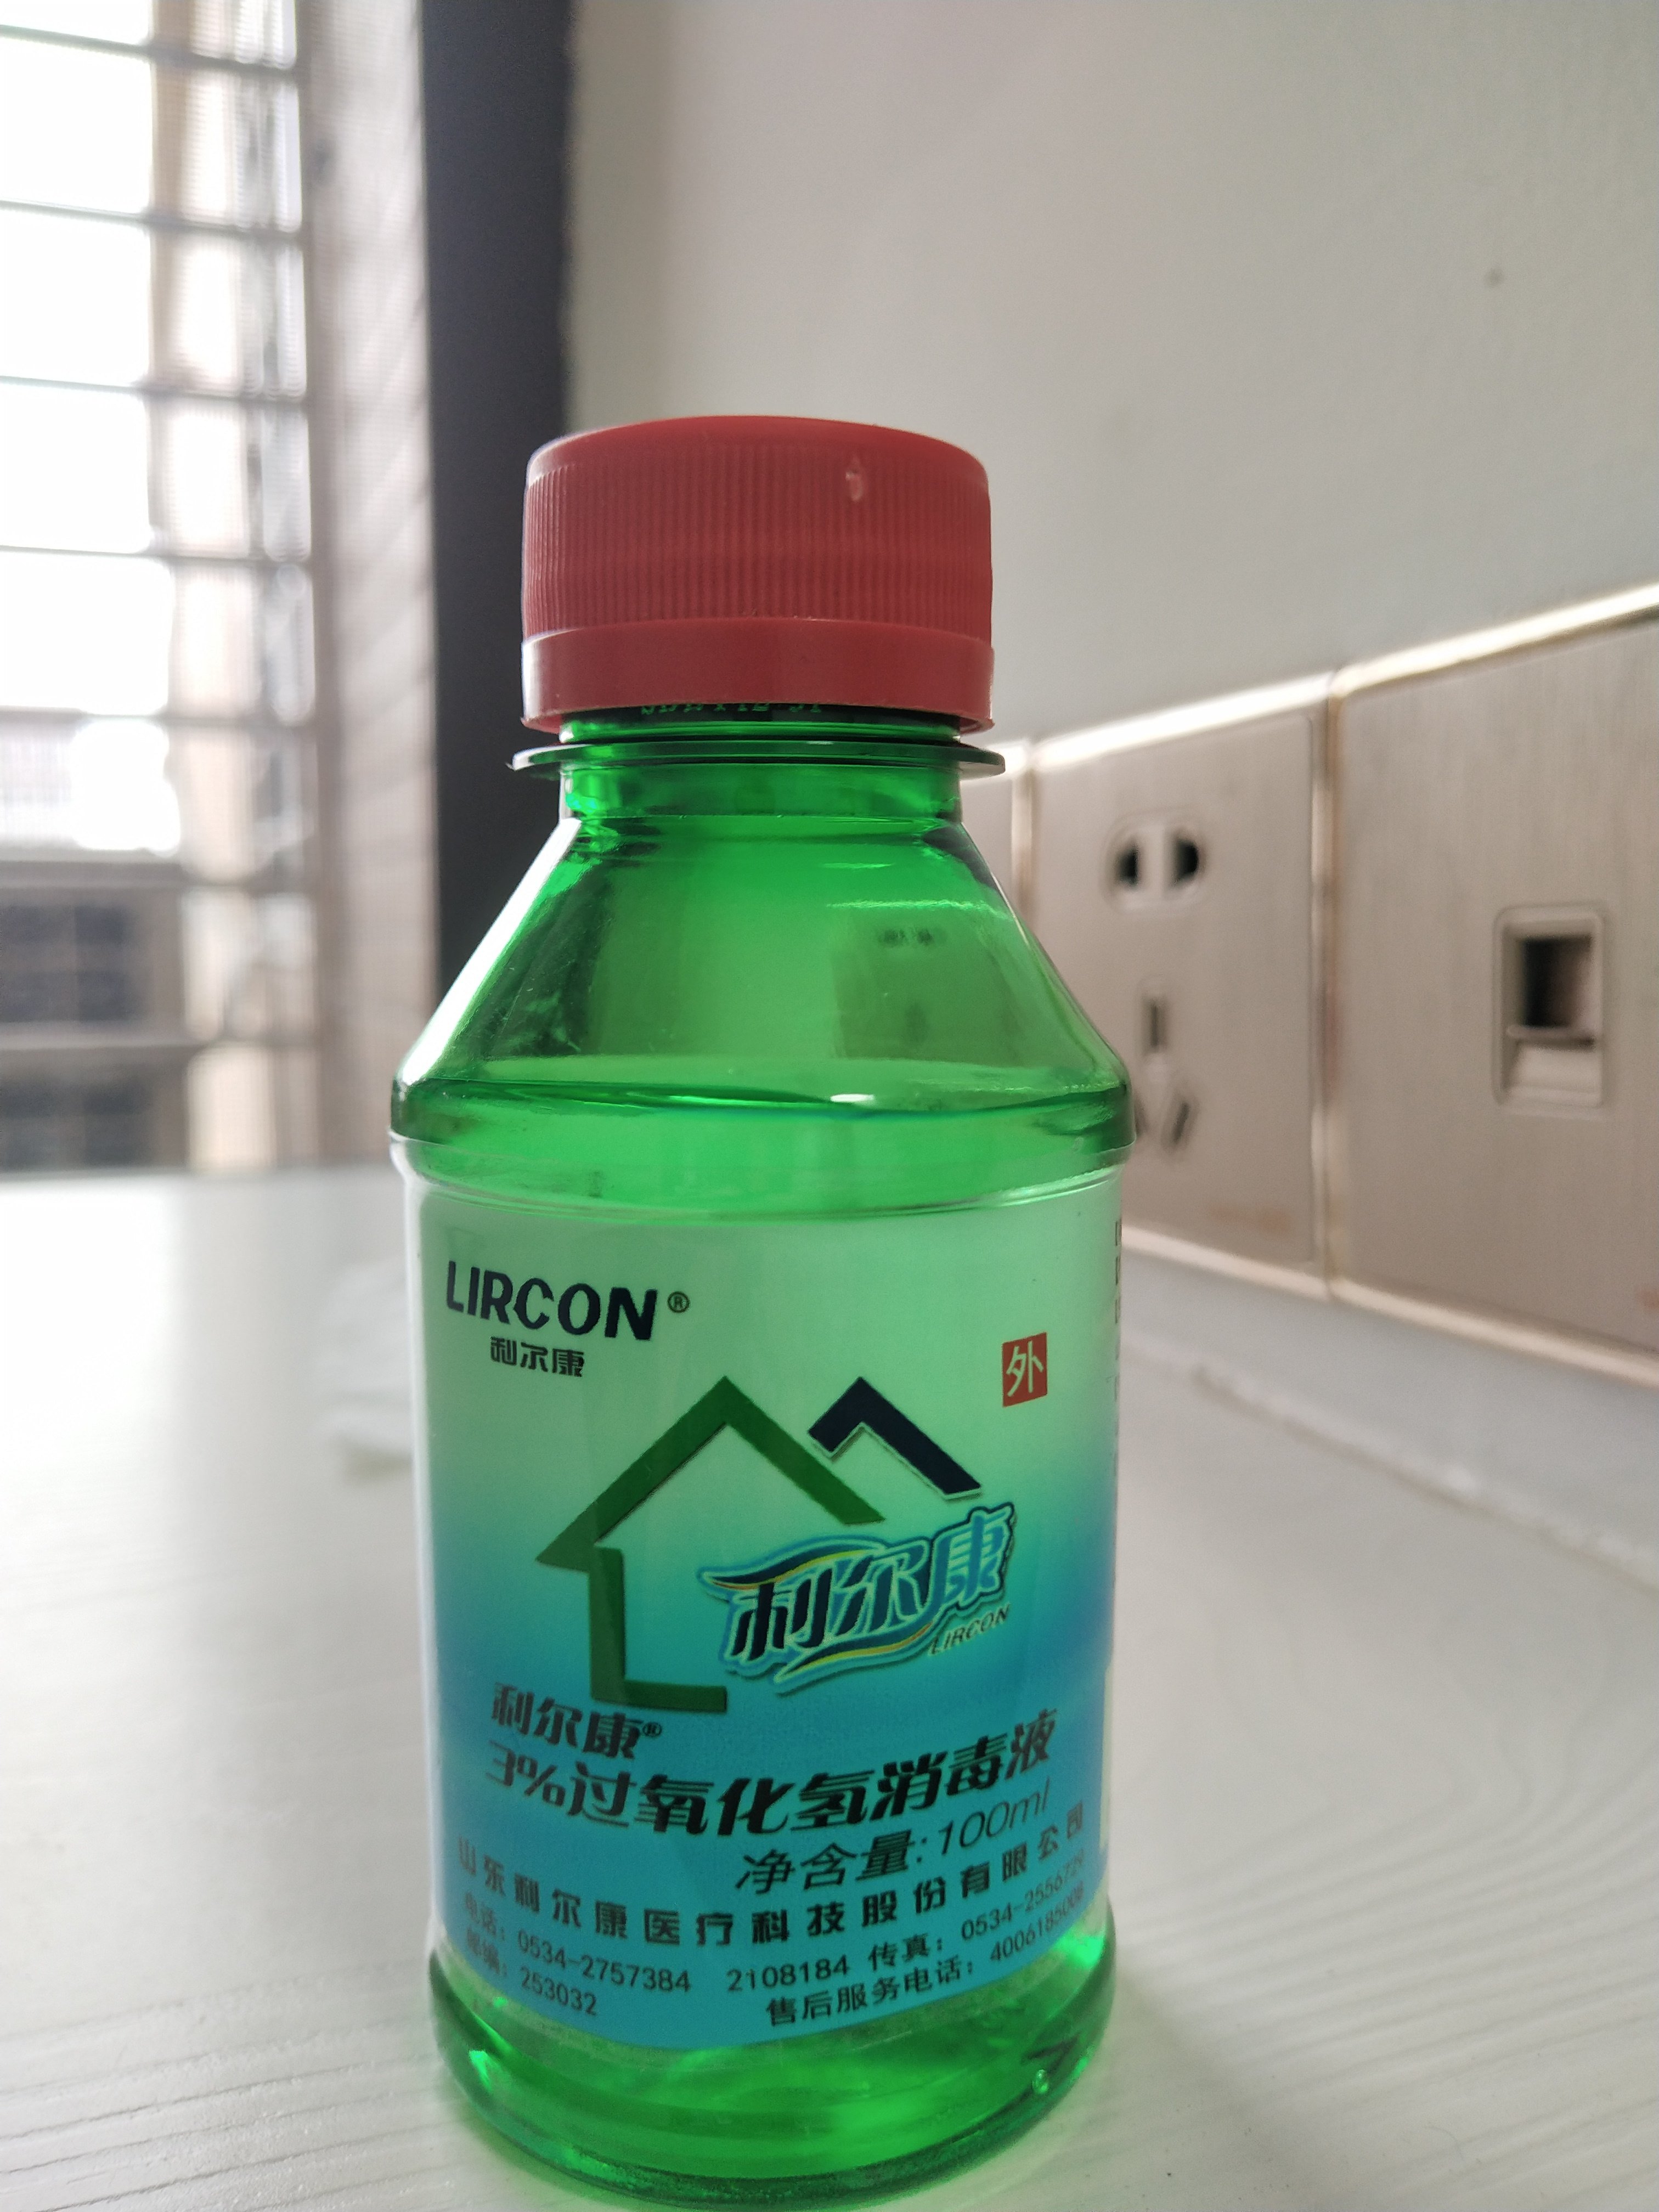 LIRCON®
利尔康
外
利尔康
LIRCON
利尔康®
3%过氧化氢消毒液
净含量:100ml
山东利尔康医疗科技股份有限公司
电话: 0534-2757384 2108184 传真: 0534-2556729
邮编: 253032 售后服务电话: 4006185008